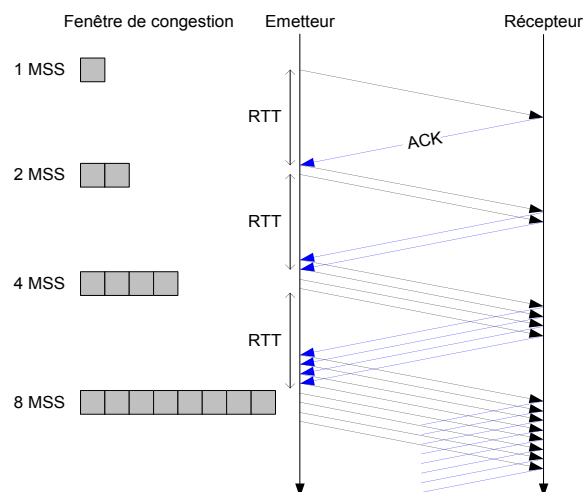 Fenêtre de congestion
Emetteur
Récepteur
1 MSS
RTT
ACK
2 MSS
RTT
4 MSS
RTT
8 MSS